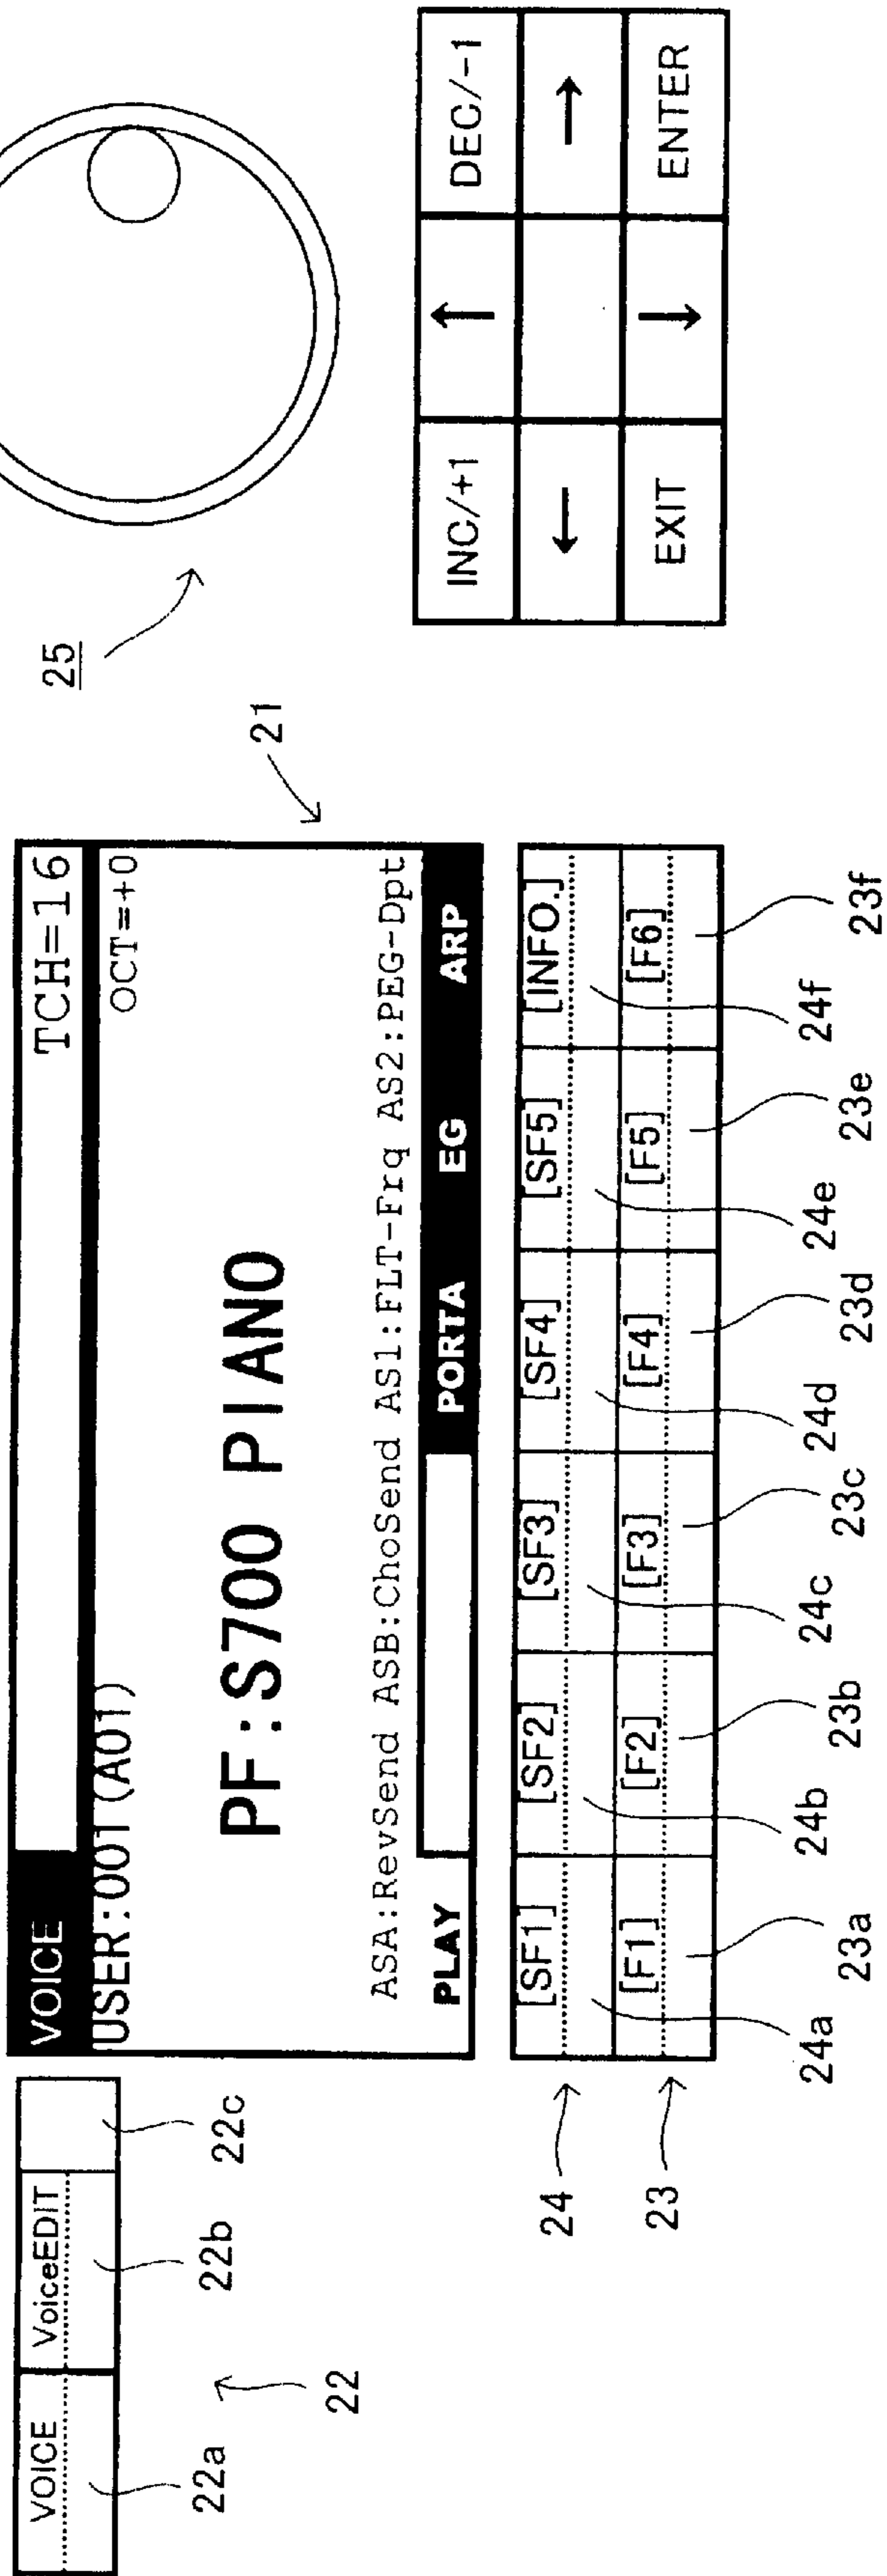 VOICE VoiceEDIT
22a 22b 22c
22
VOICE TCH=16
USER:001(A01) OCT=+0
PF:S700 PIANO
ASA:RevSend ASB:ChoSend AS1:FLT-Frq AS2:PEG-Dpt
PLAY PORTA EG ARP
21
[SF1] [SF2] [SF3] [SF4] [SF5] [INFO.]
[F1] [F2] [F3] [F4] [F5] [F6]
24
23
24a 24b 24c 24d 24e 24f
23a 23b 23c 23d 23e 23f
25
INC/+1 ↑ DEC/-1
← →
EXIT ↓ ENTER